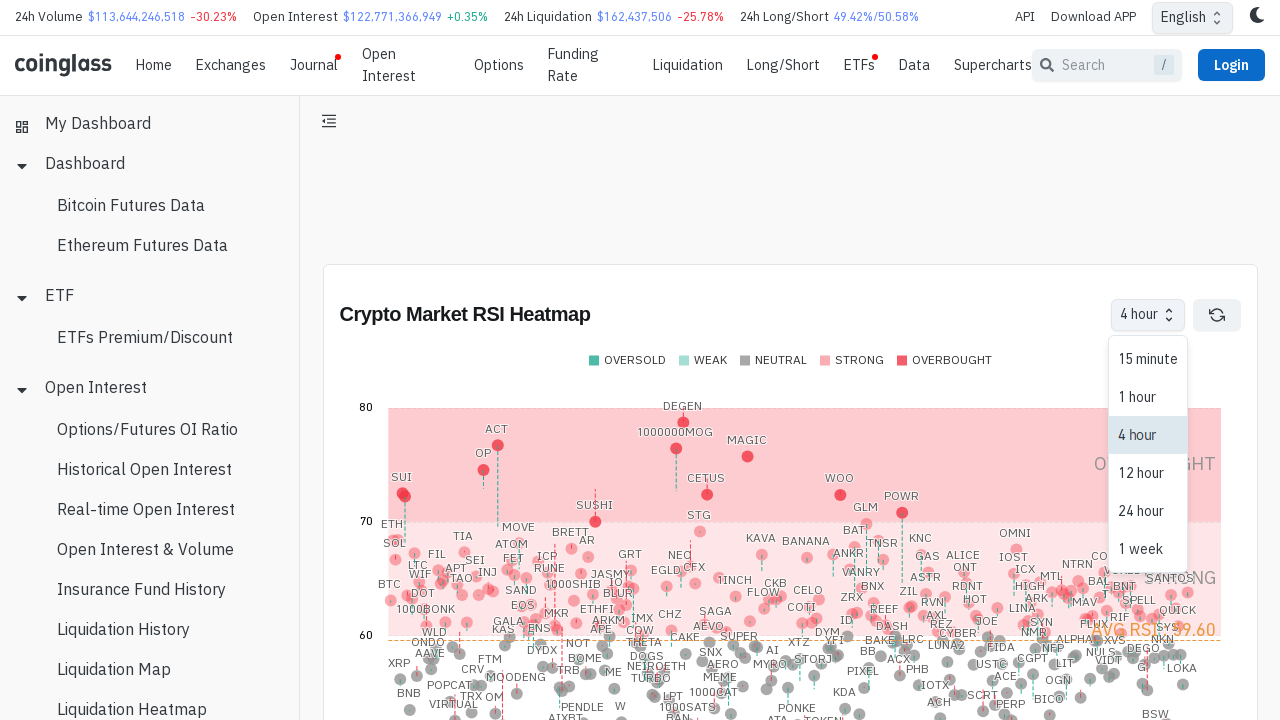 24h Volume $113,644,246,518 -30.23% Open Interest $122,771,366,949 +0.35% 24h Liquidation $162,437,506 -25.78% 24h Long/Short 49.42%/50.58% API Download APP English
coinglass Home Exchanges Journal Open Interest Options Funding Rate Liquidation Long/Short ETFs Data Supercharts Search / Login
My Dashboard
Dashboard
Bitcoin Futures Data
Ethereum Futures Data
ETF
ETFs Premium/Discount
Open Interest
Options/Futures OI Ratio
Historical Open Interest
Real-time Open Interest
Open Interest & Volume
Insurance Fund History
Liquidation History
Liquidation Map
Liquidation Heatmap
Crypto Market RSI Heatmap
4 hour
15 minute
1 hour
4 hour
12 hour
24 hour
1 week
OVERSOLD WEAK NEUTRAL STRONG OVERBOUGHT
80
70
60
DEGEN
ACT
1000000MOG
MAGIC
OP
SUI
CETUS
WOO
POWR
SUSHI
STG
GLM
ETH
MOVE
BRETT
BAT
OMNI
SOL
TIA
ATOM
AR
KAVA
BANANA
TNSR
KNC
FIL
SEI
FET
ICP
GRT
NEO
ANKR
GAS
ALICE
IOST
LTC
WIF
APT
INJ
RUNE
JASMY
EGLD
CFX
VANRY
ASTR
ONT
ICX
NTRN
BTC
DOT
TAO
SAND
1000SHIB
IO
BLUR
1INCH
FLOW
CKB
CELO
BNX
ZIL
RDNT
HIGH
MTL
BNT
SANTOS
1000BONK
EOS
MKR
ETHFI
IMX
CHZ
SAGA
COTI
ZRX
REEF
RVN
HOT
ARK
MAV
SPELL
WLD
GALA
KAS
ENS
APE
ARKM
COW
AEVO
SUPER
DYM
ID
DASH
AXL
REZ
JOE
LINA
SYN
FLUX
TRIF
QUICK
AVG RSI : 59.60
ONDO
AAVE
DYDX
NOT
THETA
CAKE
SNX
AI
XTZ
YFI
BAKE
LRC
CYBER
LUNA2
FIDA
NMR
NFP
ALPHA
XVS
SYS
NKN
XRP
FTM
CRV
TRB
BOME
DOGS
NEIROETH
AERO
MYRO
STORJ
BB
ACX
PHB
USTC
CGPT
LIT
NULS
VIDT
DEGO
LOKA
BNB
POPCAT
MOODENG
ME
TURBO
MEME
PIXEL
IOTX
ACE
OGN
VIRTUAL
TRX
OM
PENDLE
W
LPT
1000CAT
1000SATS
PONKE
KDA
ACH
SCRT
PERP
BICO
BSW
AIXBT
BAN
ATA
TOKEN